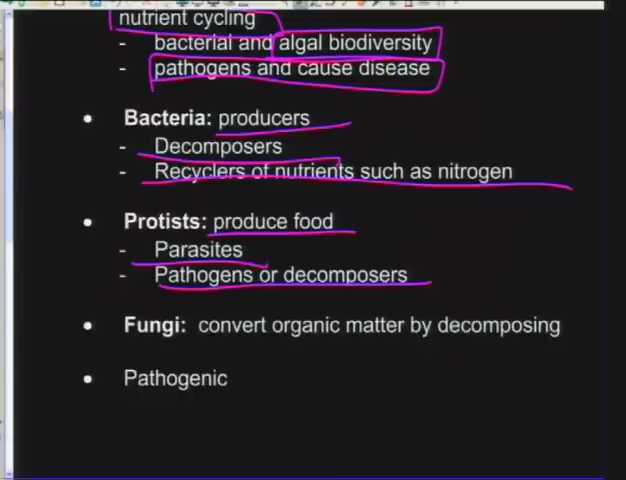 nutrient cycling
- bacterial and algal biodiversity
- pathogens and cause disease
• Bacteria: producers
- Decomposers
- Recyclers of nutrients such as nitrogen
• Protists: produce food
- Parasites
- Pathogens or decomposers
• Fungi: convert organic matter by decomposing
• Pathogenic